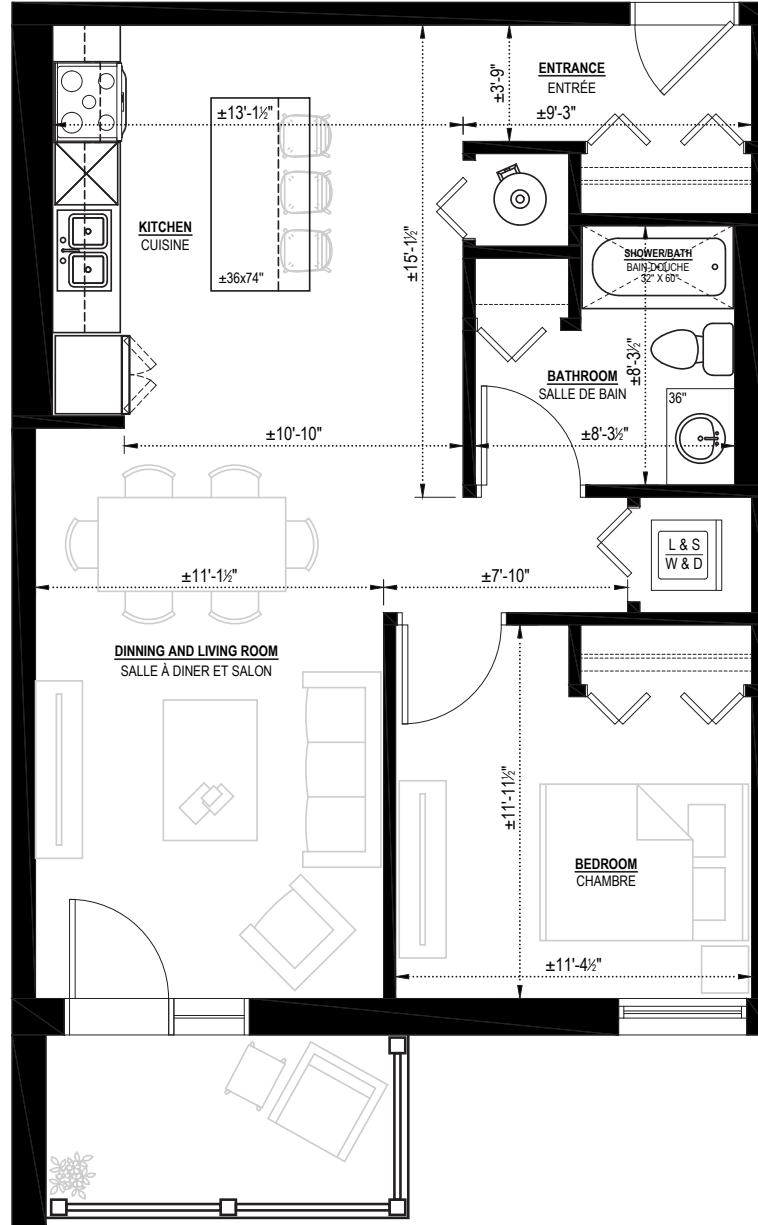 ENTRANCE
ENTRÉE
±9'-3"
±3'-9"
±13'-1½"
KITCHEN
CUISINE
±36x74"
±15'-1½"
SHOWER/BATH
BAIN-DOUCHE
32" X 60"
BATHROOM
SALLE DE BAIN
±8'-3½"
36"
±8'-3½"
±10'-10"
L & S
W & D
±11'-1½"
±7'-10"
DINNING AND LIVING ROOM
SALLE À DINER ET SALON
±11'-11½"
BEDROOM
CHAMBRE
±11'-4½"